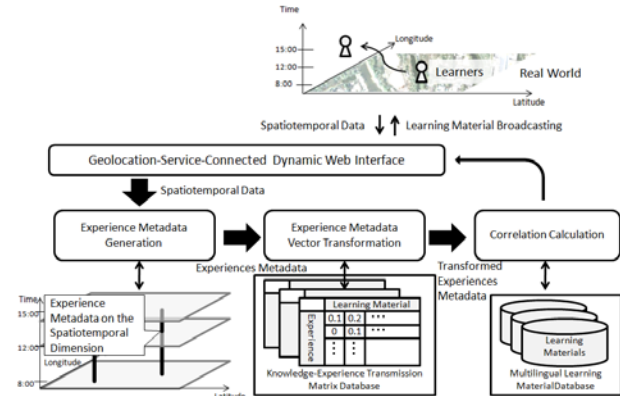 Time
Longitude
15:00
12:00
8:00
Learners
Real World
Latitude
Spatiotemporal Data
Learning Material Broadcasting
Geolocation-Service-Connected Dynamic Web Interface
Spatiotemporal Data
Experience Metadata
Generation
Experience Metadata
Vector Transformation
Correlation Calculation
Experiences Metadata
Transformed
Experiences
Metadata
Time
15:00
12:00
Longitude
8:00
Latitude
Experience
Metadata on the
Spatiotemporal
Dimension
Learning Material
Experience
0.1 0.2 ···
0 0.1 ···
: :
Knowledge-Experience Transmission
Matrix Database
Learning
Materials
Multilingual Learning
MaterialDatabase